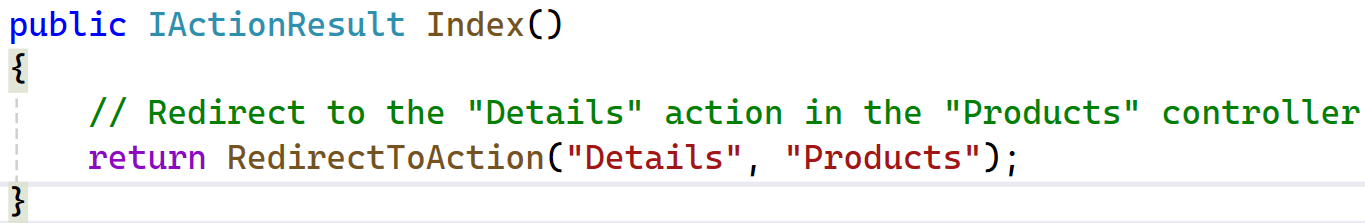 public IActionResult Index()
{
    // Redirect to the "Details" action in the "Products" controller
    return RedirectToAction("Details", "Products");
}